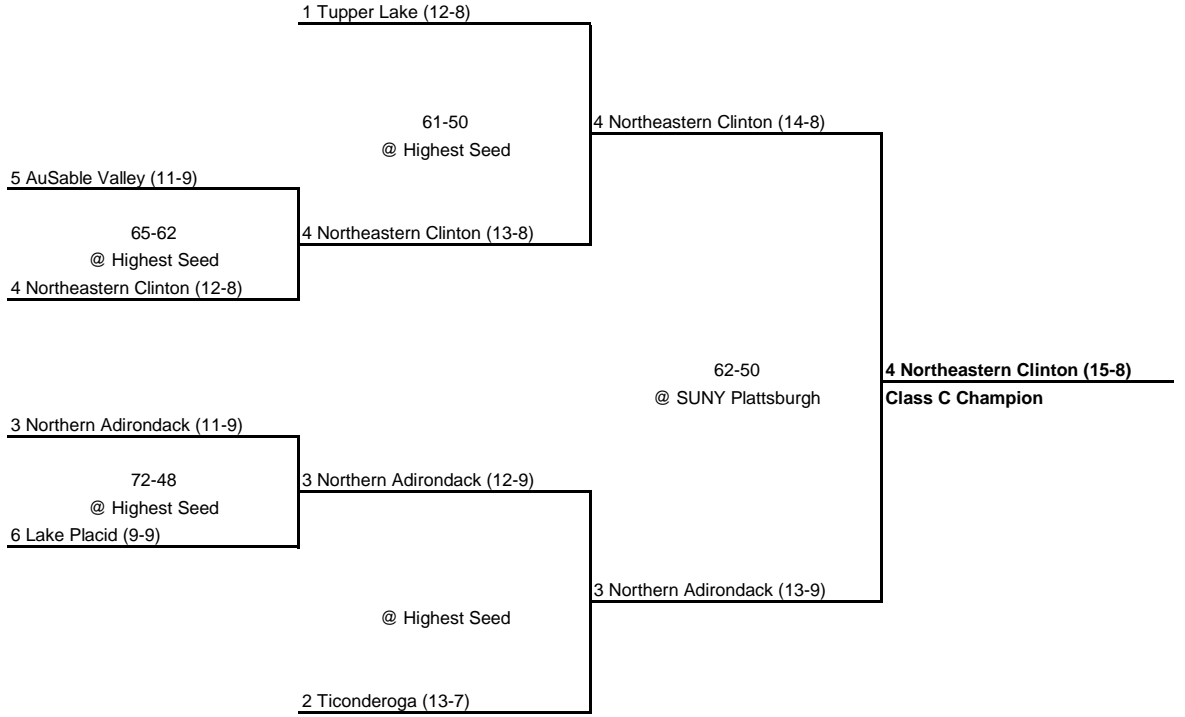 1 Tupper Lake (12-8)
61-50
@ Highest Seed
4 Northeastern Clinton (14-8)
5 AuSable Valley (11-9)
65-62
@ Highest Seed
4 Northeastern Clinton (13-8)
4 Northeastern Clinton (12-8)
62-50
@ SUNY Plattsburgh
4 Northeastern Clinton (15-8)
Class C Champion
3 Northern Adirondack (11-9)
72-48
@ Highest Seed
3 Northern Adirondack (12-9)
6 Lake Placid (9-9)
3 Northern Adirondack (13-9)
@ Highest Seed
2 Ticonderoga (13-7)